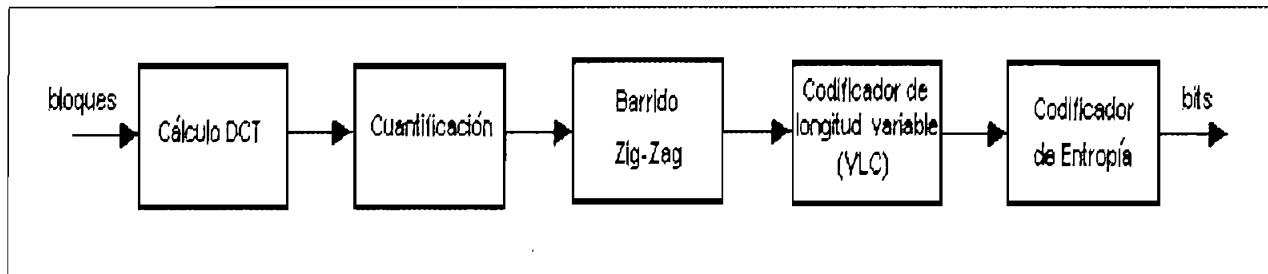 bloques
Cálculo DCT
Cuantificación
Barrido
Zig-Zag
Codificador de
longitud variable
(VLC)
Codificador
de Entropía
bits